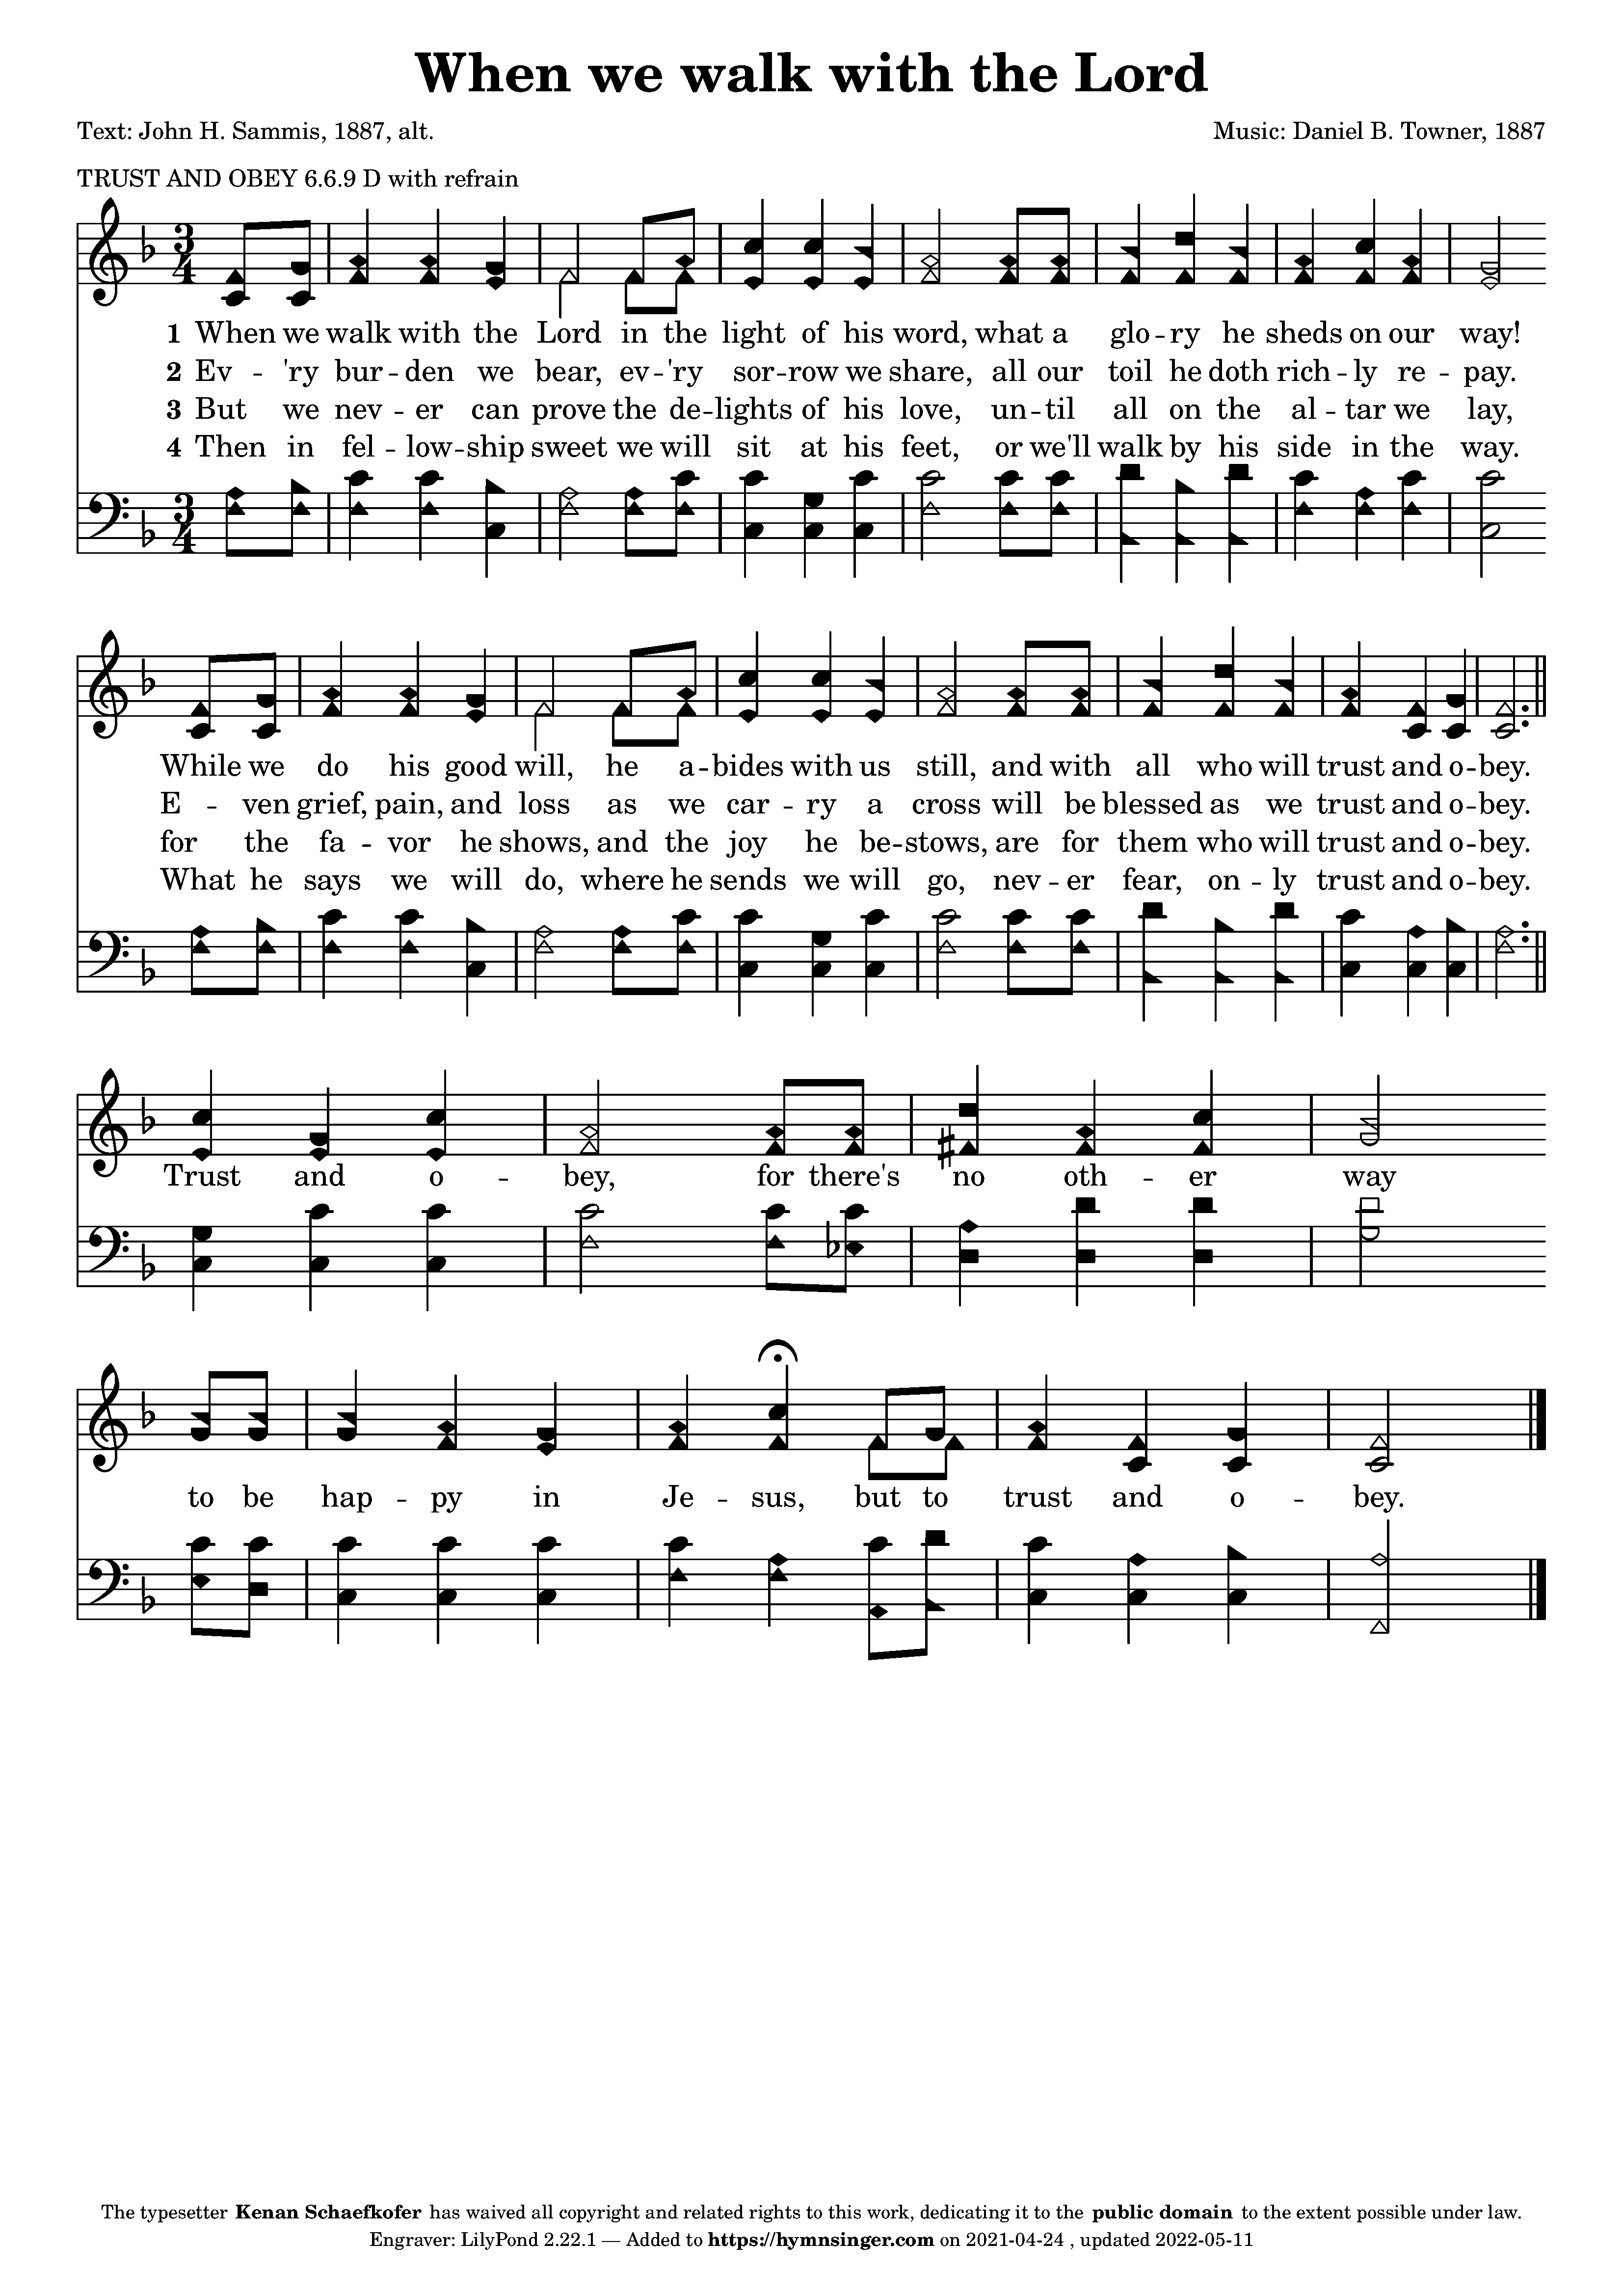 When we walk with the Lord
Text: John H. Sammis, 1887, alt.
Music: Daniel B. Towner, 1887
TRUST AND OBEY 6.6.9 D with refrain
1 When we walk with the Lord in the light of his word, what a glo -- ry he sheds on our way!
2 Ev -- 'ry bur -- den we bear, ev -- 'ry sor -- row we share, all our toil he doth rich -- ly re -- pay.
3 But we nev -- er can prove the de -- lights of his love, un -- til all on the al -- tar we lay,
4 Then in fel -- low -- ship sweet we will sit at his feet, or we'll walk by his side in the way.
While we do his good will, he a -- bides with us still, and with all who will trust and o -- bey.
E -- ven grief, pain, and loss as we car -- ry a cross will be blessed as we trust and o -- bey.
for the fa -- vor he shows, and the joy he be -- stows, are for them who will trust and o -- bey.
What he says we will do, where he sends we will go, nev -- er fear, on -- ly trust and o -- bey.
Trust and o -- bey, for there's no oth -- er way
to be hap -- py in Je -- sus, but to trust and o -- bey.
The typesetter Kenan Schaefkofer has waived all copyright and related rights to this work, dedicating it to the public domain to the extent possible under law.
Engraver: LilyPond 2.22.1 — Added to https://hymnsinger.com on 2021-04-24 , updated 2022-05-11